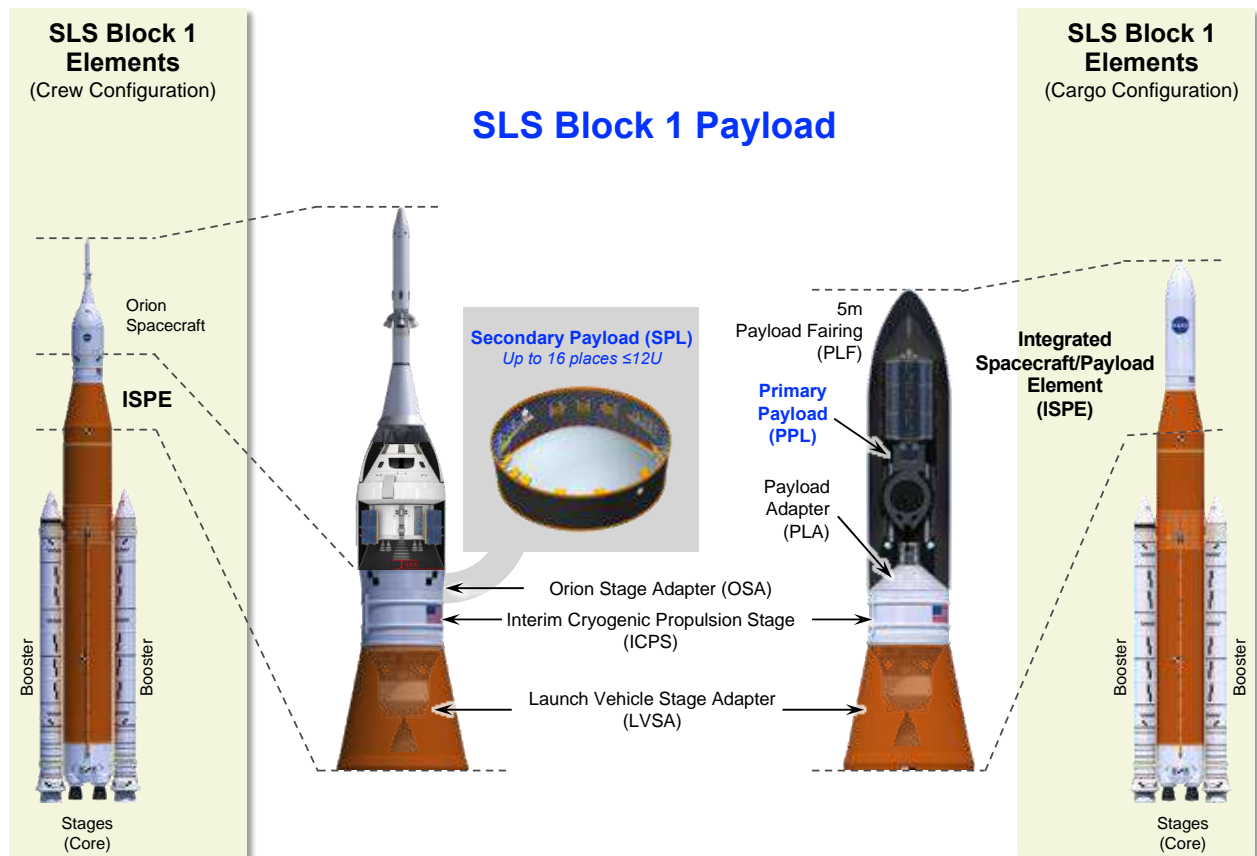 SLS Block 1
Elements
(Crew Configuration)
SLS Block 1
Elements
(Cargo Configuration)
SLS Block 1 Payload
Orion
Spacecraft
ISPE
Booster
Booster
Stages
(Core)
Secondary Payload (SPL)
Up to 16 places ≤12U
5m
Payload Fairing
(PLF)
Primary
Payload
(PPL)
Payload
Adapter
(PLA)
Orion Stage Adapter (OSA)
Interim Cryogenic Propulsion Stage
(ICPS)
Launch Vehicle Stage Adapter
(LVSA)
Integrated
Spacecraft/Payload
Element
(ISPE)
NASA
Booster
Booster
Stages
(Core)